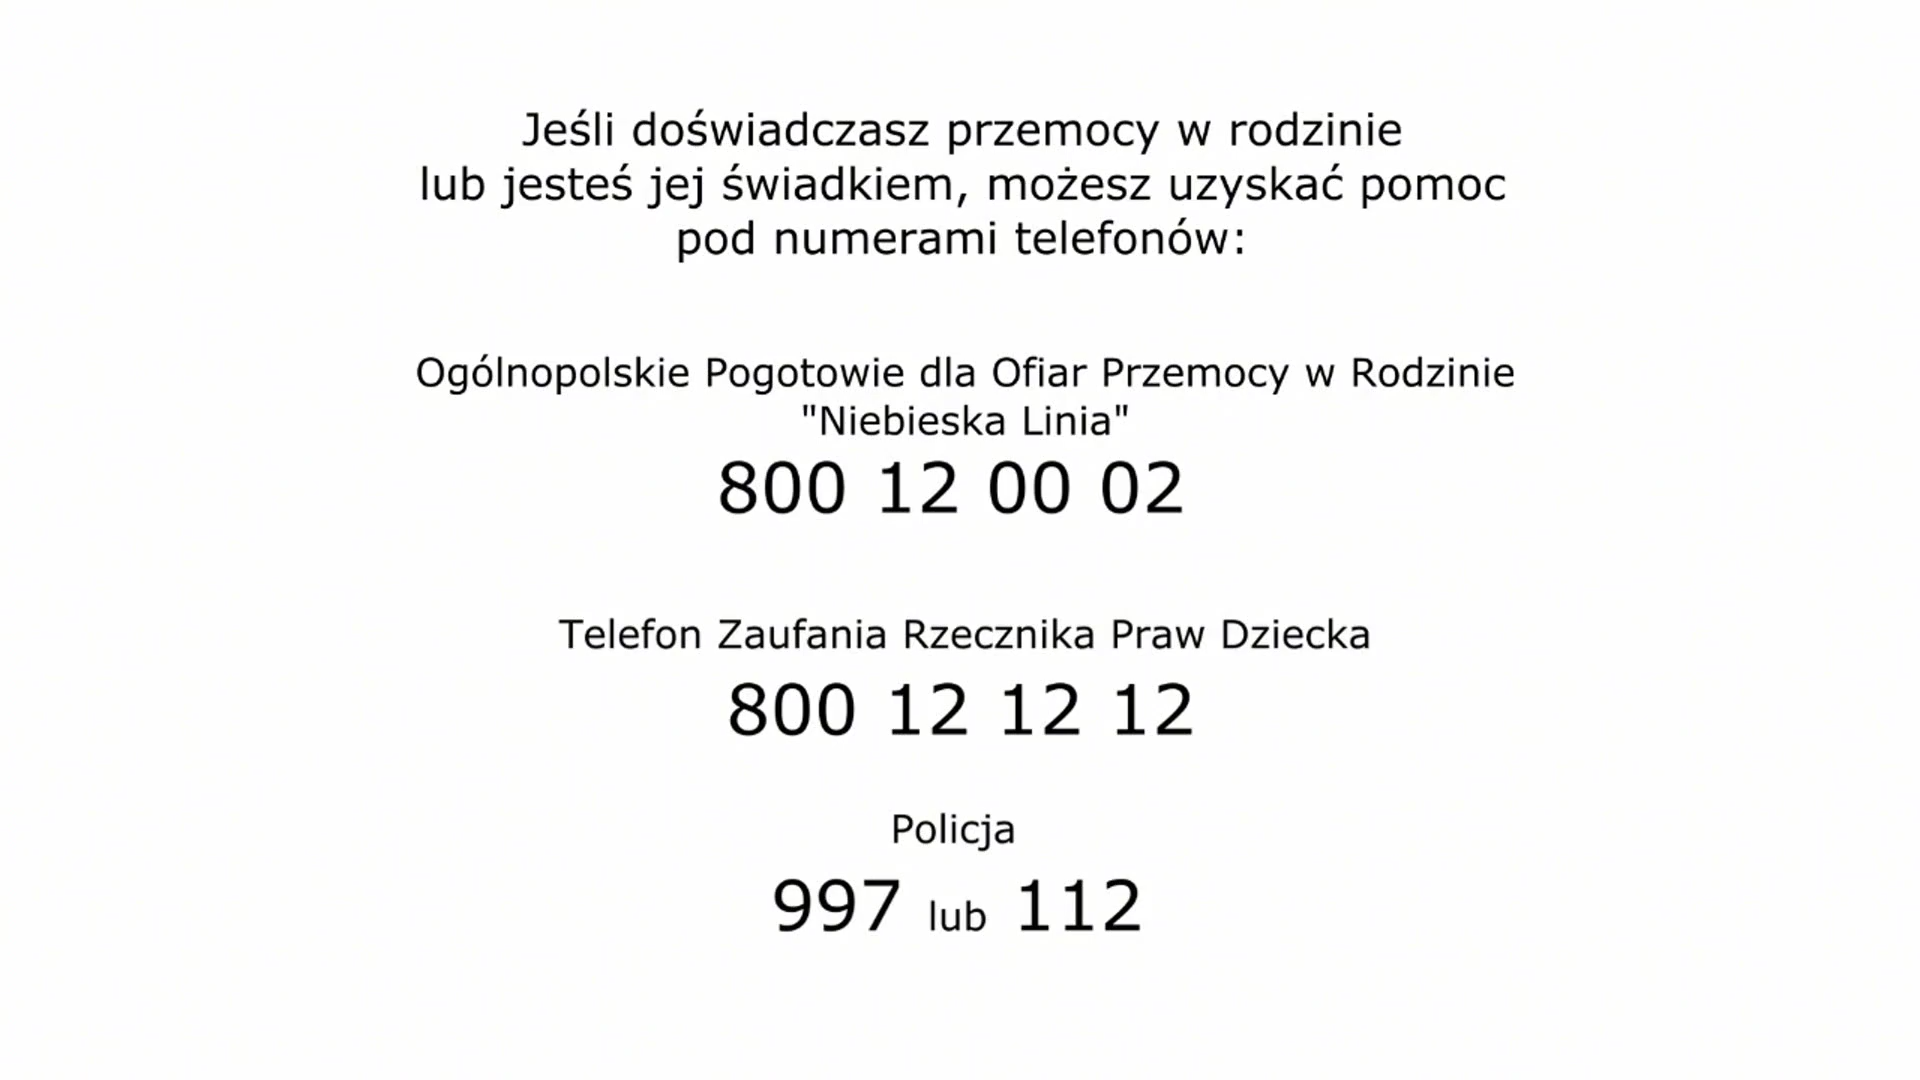 Jeśli doświadczasz przemocy w rodzinie
lub jesteś jej świadkiem, możesz uzyskać pomoc
pod numerami telefonów:
Ogólnopolskie Pogotowie dla Ofiar Przemocy w Rodzinie
"Niebieska Linia"
800 12 00 02
Telefon Zaufania Rzecznika Praw Dziecka
800 12 12 12
Policja
997 lub 112